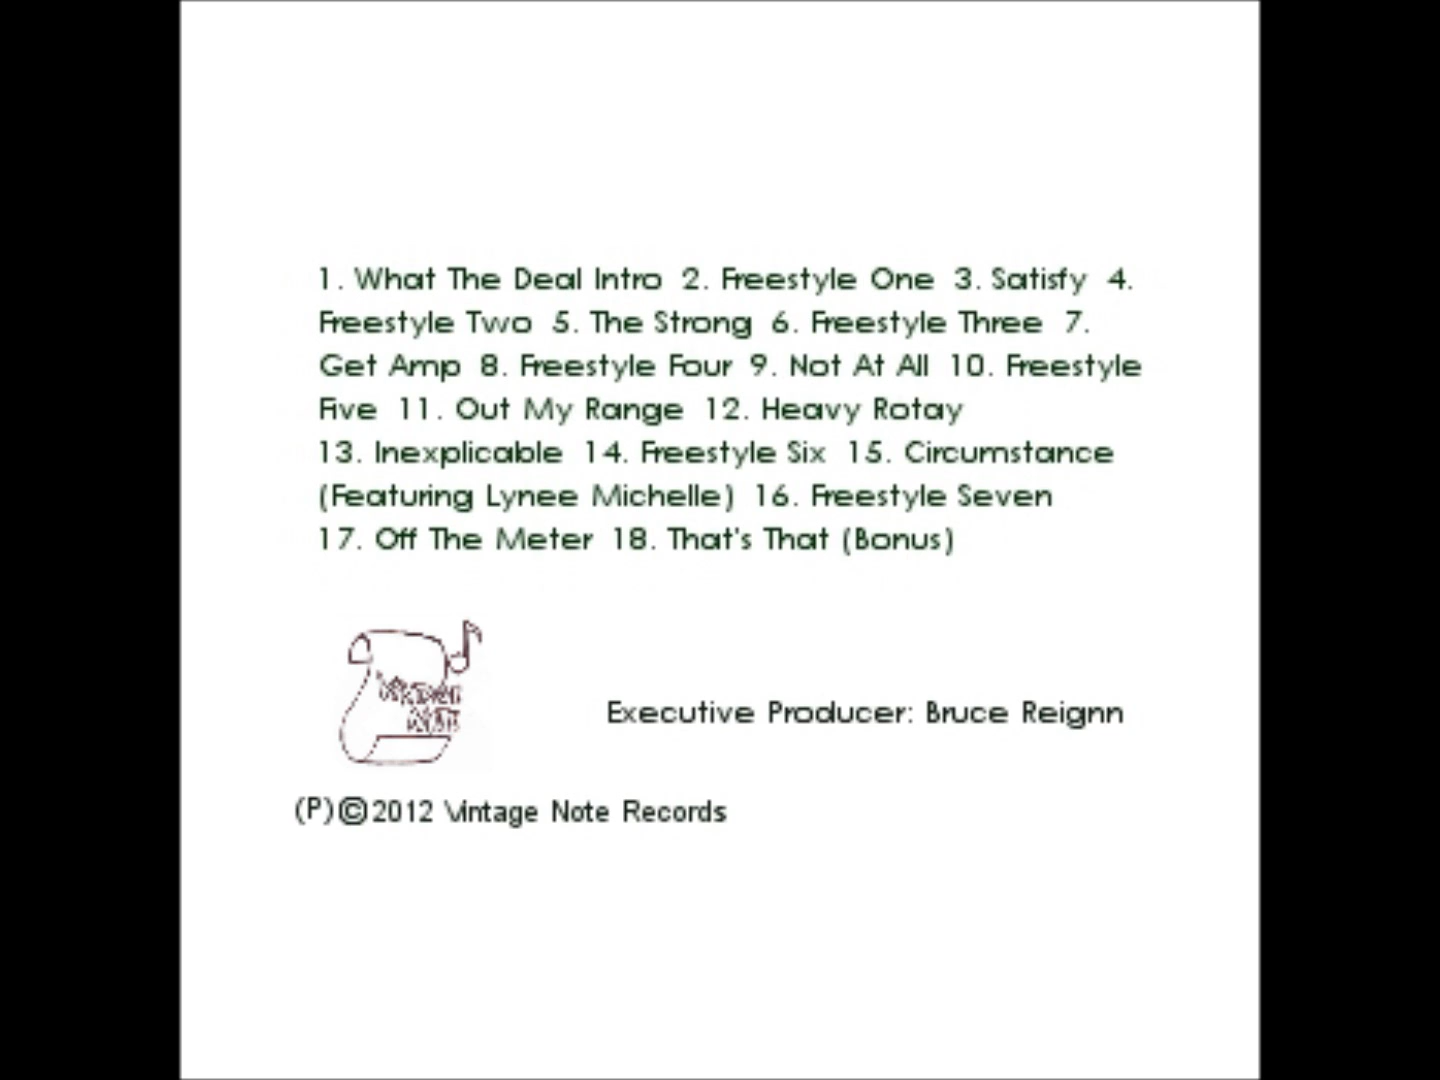 1. What The Deal Intro 2. Freestyle One 3. Satisfy 4.
Freestyle Two 5. The Strong 6. Freestyle Three 7.
Get Amp 8. Freestyle Four 9. Not At All 10. Freestyle
Five 11. Out My Range 12. Heavy Rotay
13. Inexplicable 14. Freestyle Six 15. Circumstance
(Featuring Lynee Michelle) 16. Freestyle Seven
17. Off The Meter 18. That's That (Bonus)
Executive Producer: Bruce Reignn
(P)©2012 Vintage Note Records